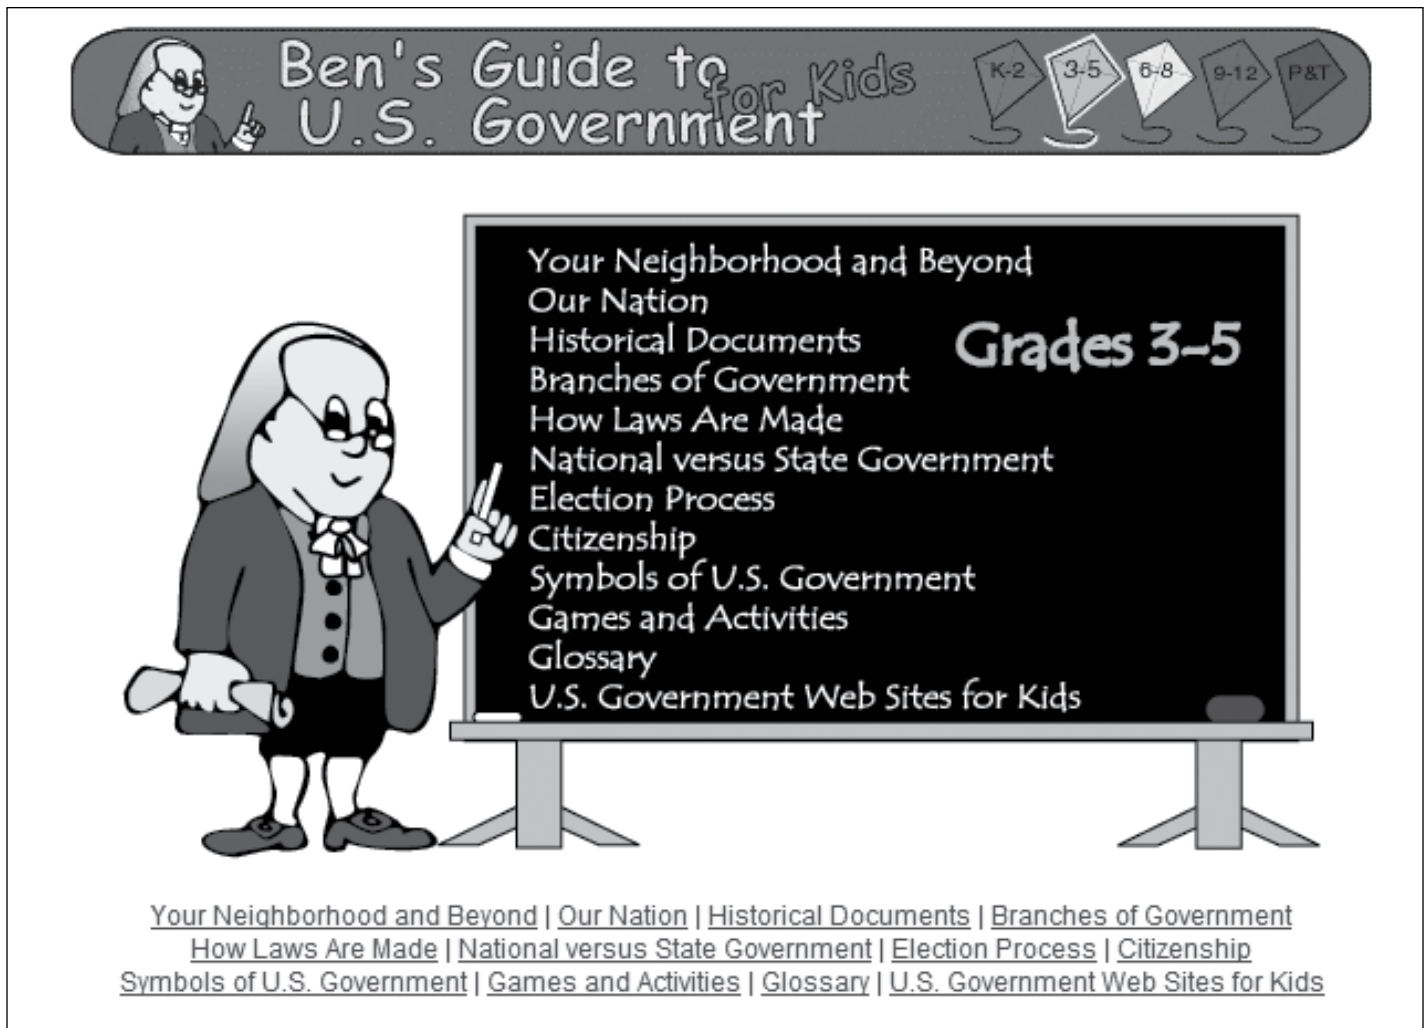 Ben's Guide to
U.S. Government
for Kids
K-2 3-5 6-8 9-12 P&T
Your Neighborhood and Beyond
Our Nation
Historical Documents
Branches of Government
How Laws Are Made
National versus State Government
Election Process
Citizenship
Symbols of U.S. Government
Games and Activities
Glossary
U.S. Government Web Sites for Kids
Grades 3-5
Your Neighborhood and Beyond | Our Nation | Historical Documents | Branches of Government
How Laws Are Made | National versus State Government | Election Process | Citizenship
Symbols of U.S. Government | Games and Activities | Glossary | U.S. Government Web Sites for Kids